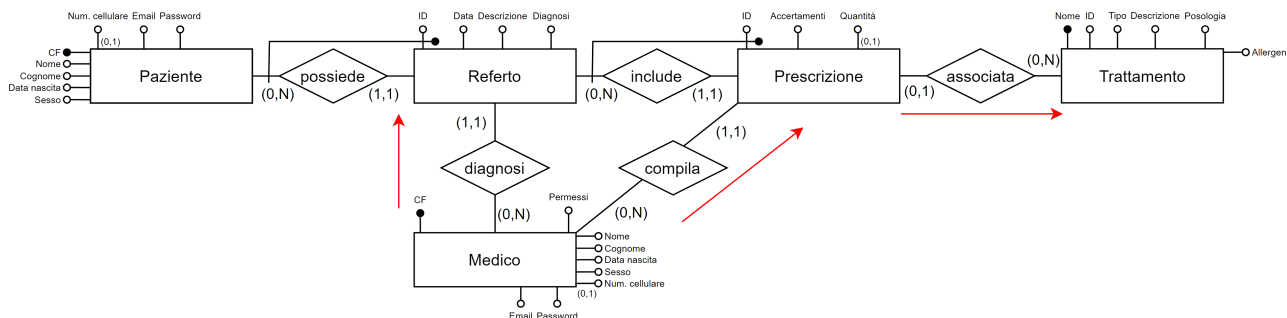 Num. cellulare
Email
Password
ID
Data
Descrizione
Diagnosi
ID
Accertamenti
Quantità
Nome
ID
Tipo
Descrizione
Posologia
(0,1)
(0,1)
CF
Nome
Cognome
Data nascita
Sesso
Allergen
Paziente
possiede
Referto
include
Prescrizione
associata
Trattamento
(0,N)
(1,1)
(0,N)
(1,1)
(0,1)
(0,N)
(1,1)
(1,1)
diagnosi
compila
CF
Permessi
(0,N)
(0,N)
Medico
Nome
Cognome
Data nascita
Sesso
Num. cellulare
(0,1)
Email
Password